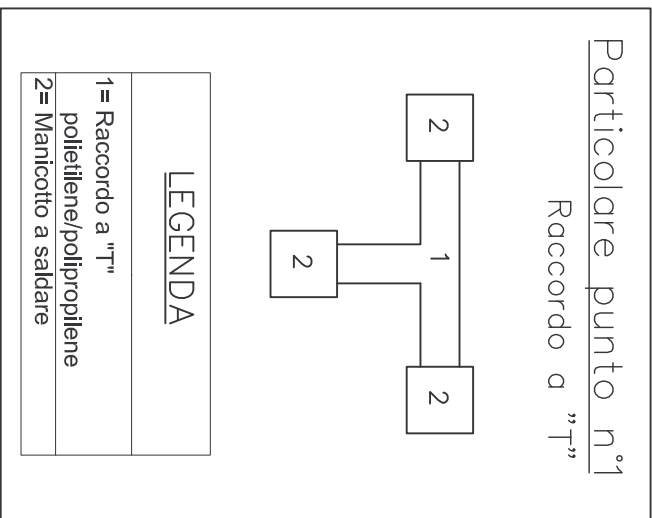 Particolare punto n°1
Raccordo a "T"
2
1
2
2
LEGENDA
1= Raccordo a "T"
polietilene/polipropilene
2= Manicotto a saldare